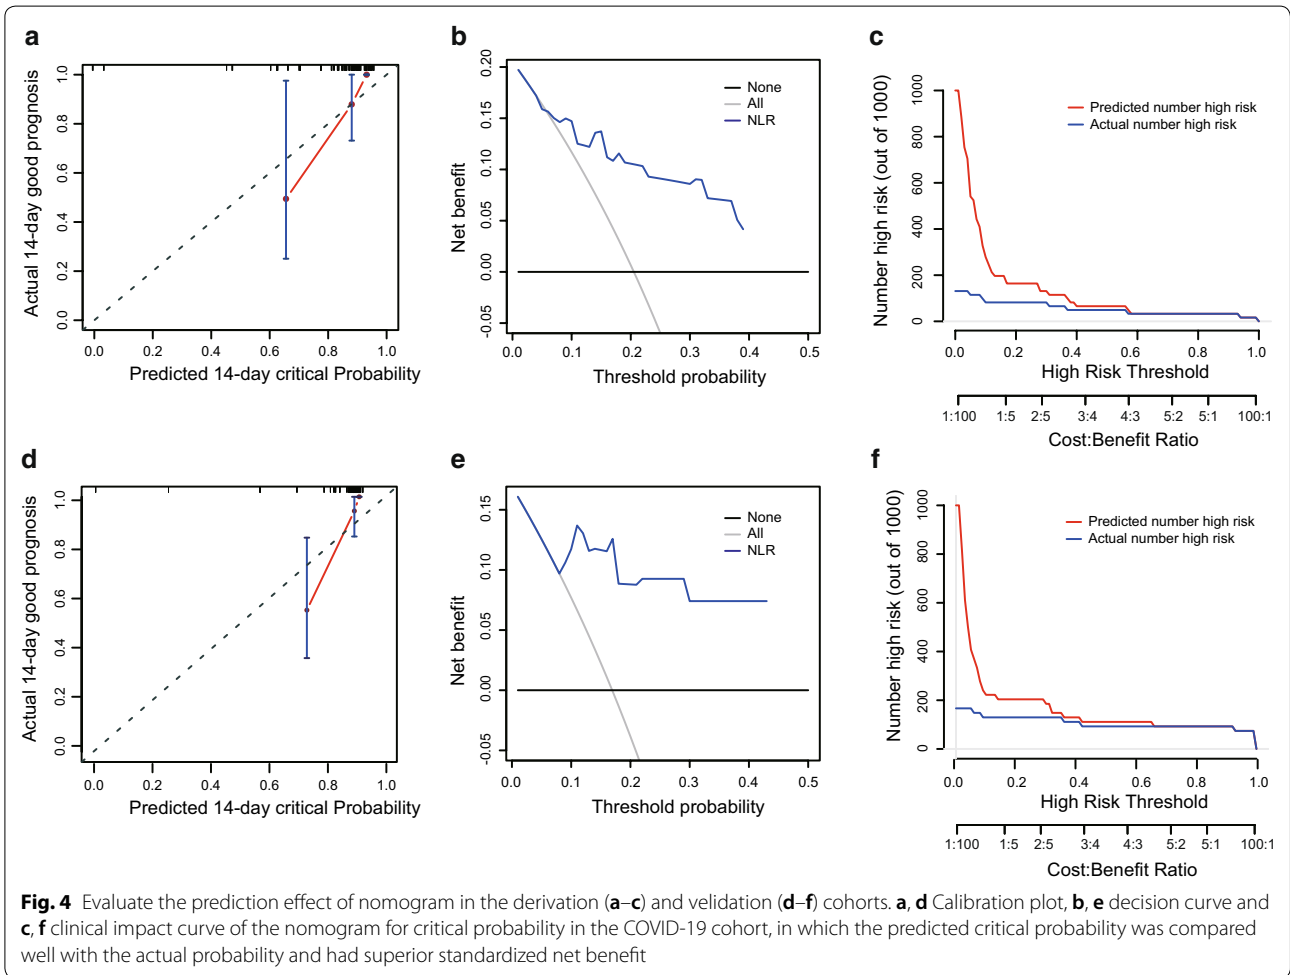 a
Actual 14-day good prognosis
1.0
0.8
0.6
0.4
0.2
0.0
0.0 0.2 0.4 0.6 0.8 1.0
Predicted 14-day critical Probability
b
Net benefit
0.20
0.15
0.10
0.05
0.00
-0.05
None
All
NLR
0.0 0.1 0.2 0.3 0.4 0.5
Threshold probability
c
Number high risk (out of 1000)
1000
800
600
400
200
0
Predicted number high risk
Actual number high risk
0.0 0.2 0.4 0.6 0.8 1.0
High Risk Threshold
1:100 1:5 2:5 3:4 4:3 5:2 5:1 100:1
Cost:Benefit Ratio
d
Actual 14-day good prognosis
1.0
0.8
0.6
0.4
0.2
0.0
0.0 0.2 0.4 0.6 0.8 1.0
Predicted 14-day critical Probability
e
Net benefit
0.15
0.10
0.05
0.00
-0.05
None
All
NLR
0.0 0.1 0.2 0.3 0.4 0.5
Threshold probability
f
Number high risk (out of 1000)
1000
800
600
400
200
0
Predicted number high risk
Actual number high risk
0.0 0.2 0.4 0.6 0.8 1.0
High Risk Threshold
1:100 1:5 2:5 3:4 4:3 5:2 5:1 100:1
Cost:Benefit Ratio
Fig. 4 Evaluate the prediction effect of nomogram in the derivation (a–c) and velidation (d–f) cohorts. a, d Calibration plot, b, e decision curve and
c, f clinical impact curve of the nomogram for critical probability in the COVID-19 cohort, in which the predicted critical probability was compared
well with the actual probability and had superior standardized net benefit